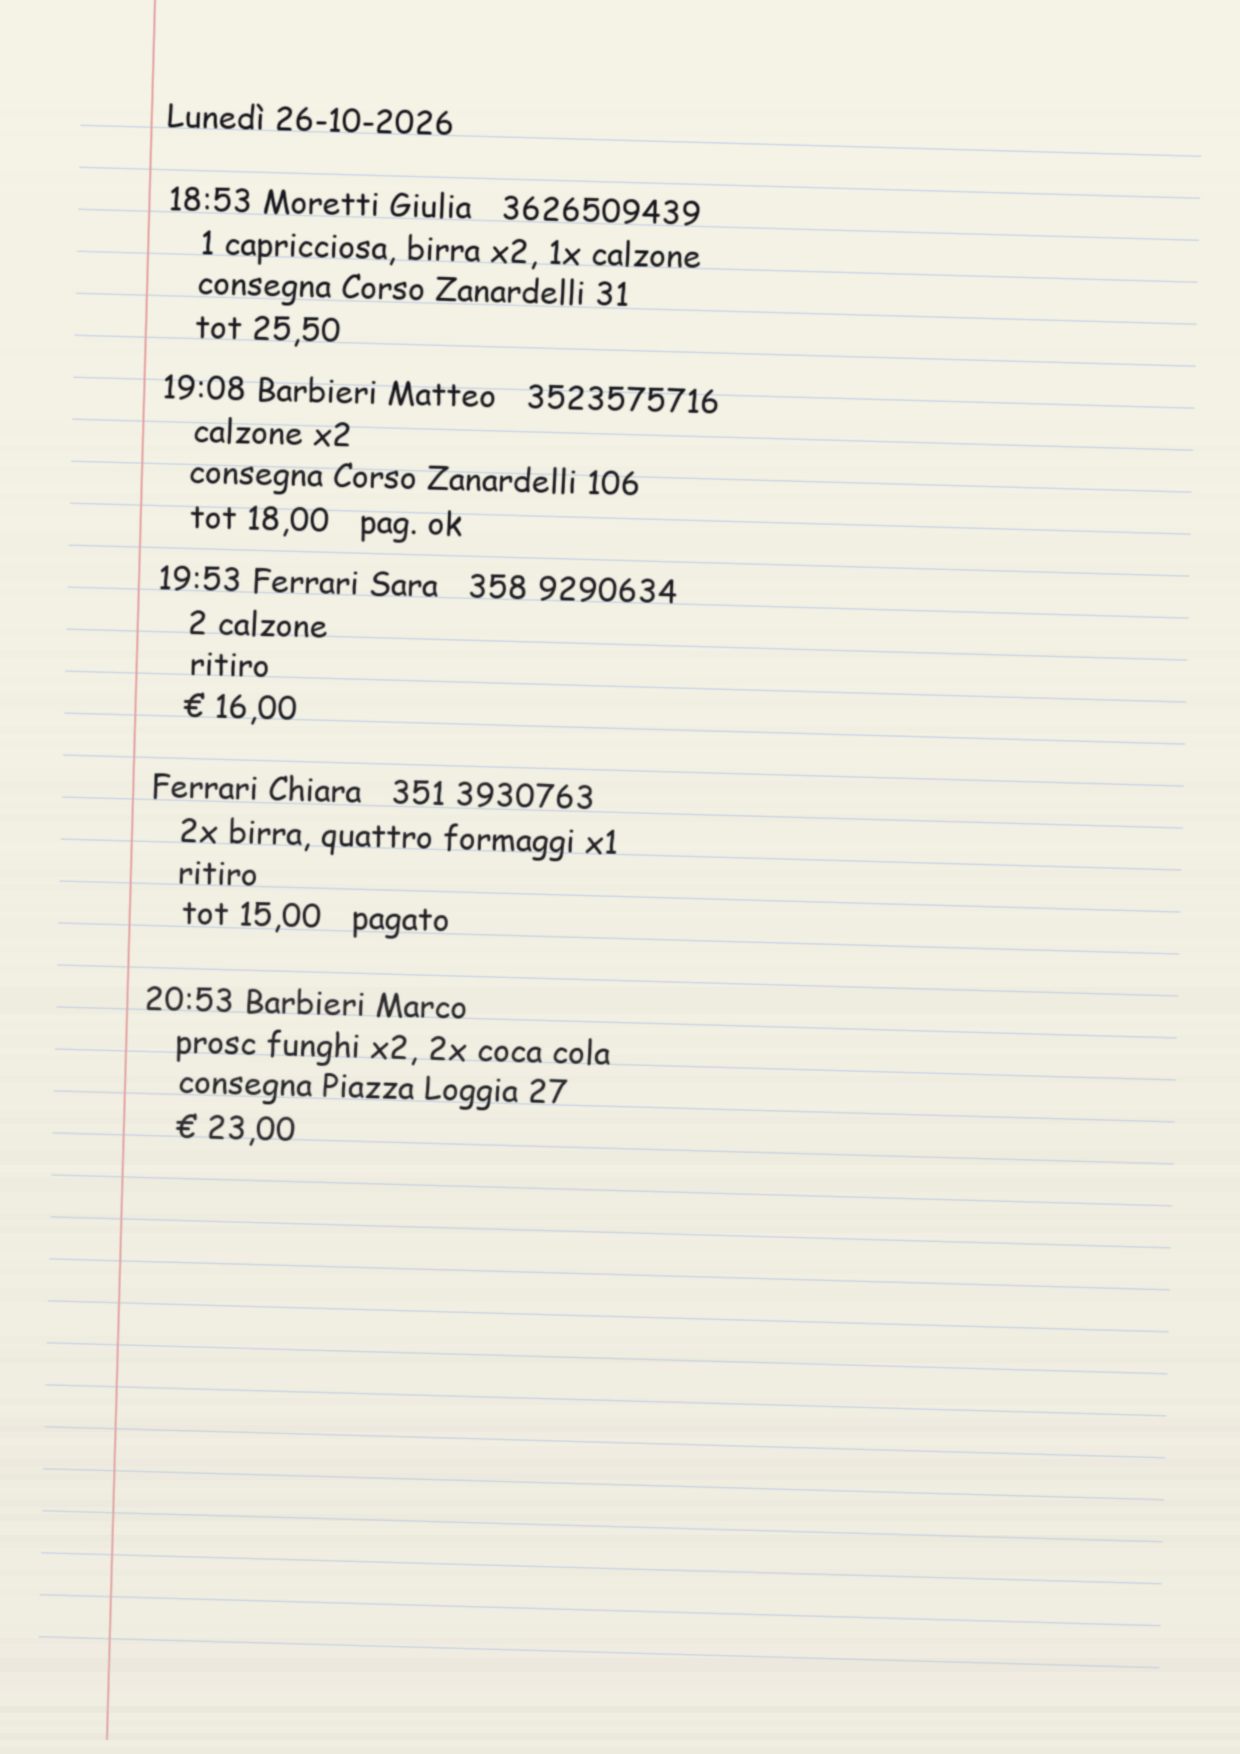 Lunedì 26-10-2026
18:53 Moretti Giulia 3626509439
1 capricciosa, birra x2, 1x calzone
consegna Corso Zanardelli 31
tot 25,50
19:08 Barbieri Matteo 3523575716
calzone x2
consegna Corso Zanardelli 106
tot 18,00 pag. ok
19:53 Ferrari Sara 358 9290634
2 calzone
ritiro
€ 16,00
Ferrari Chiara 351 3930763
2x birra, quattro formaggi x1
ritiro
tot 15,00 pagato
20:53 Barbieri Marco
prosc funghi x2, 2x coca cola
consegna Piazza Loggia 27
€ 23,00